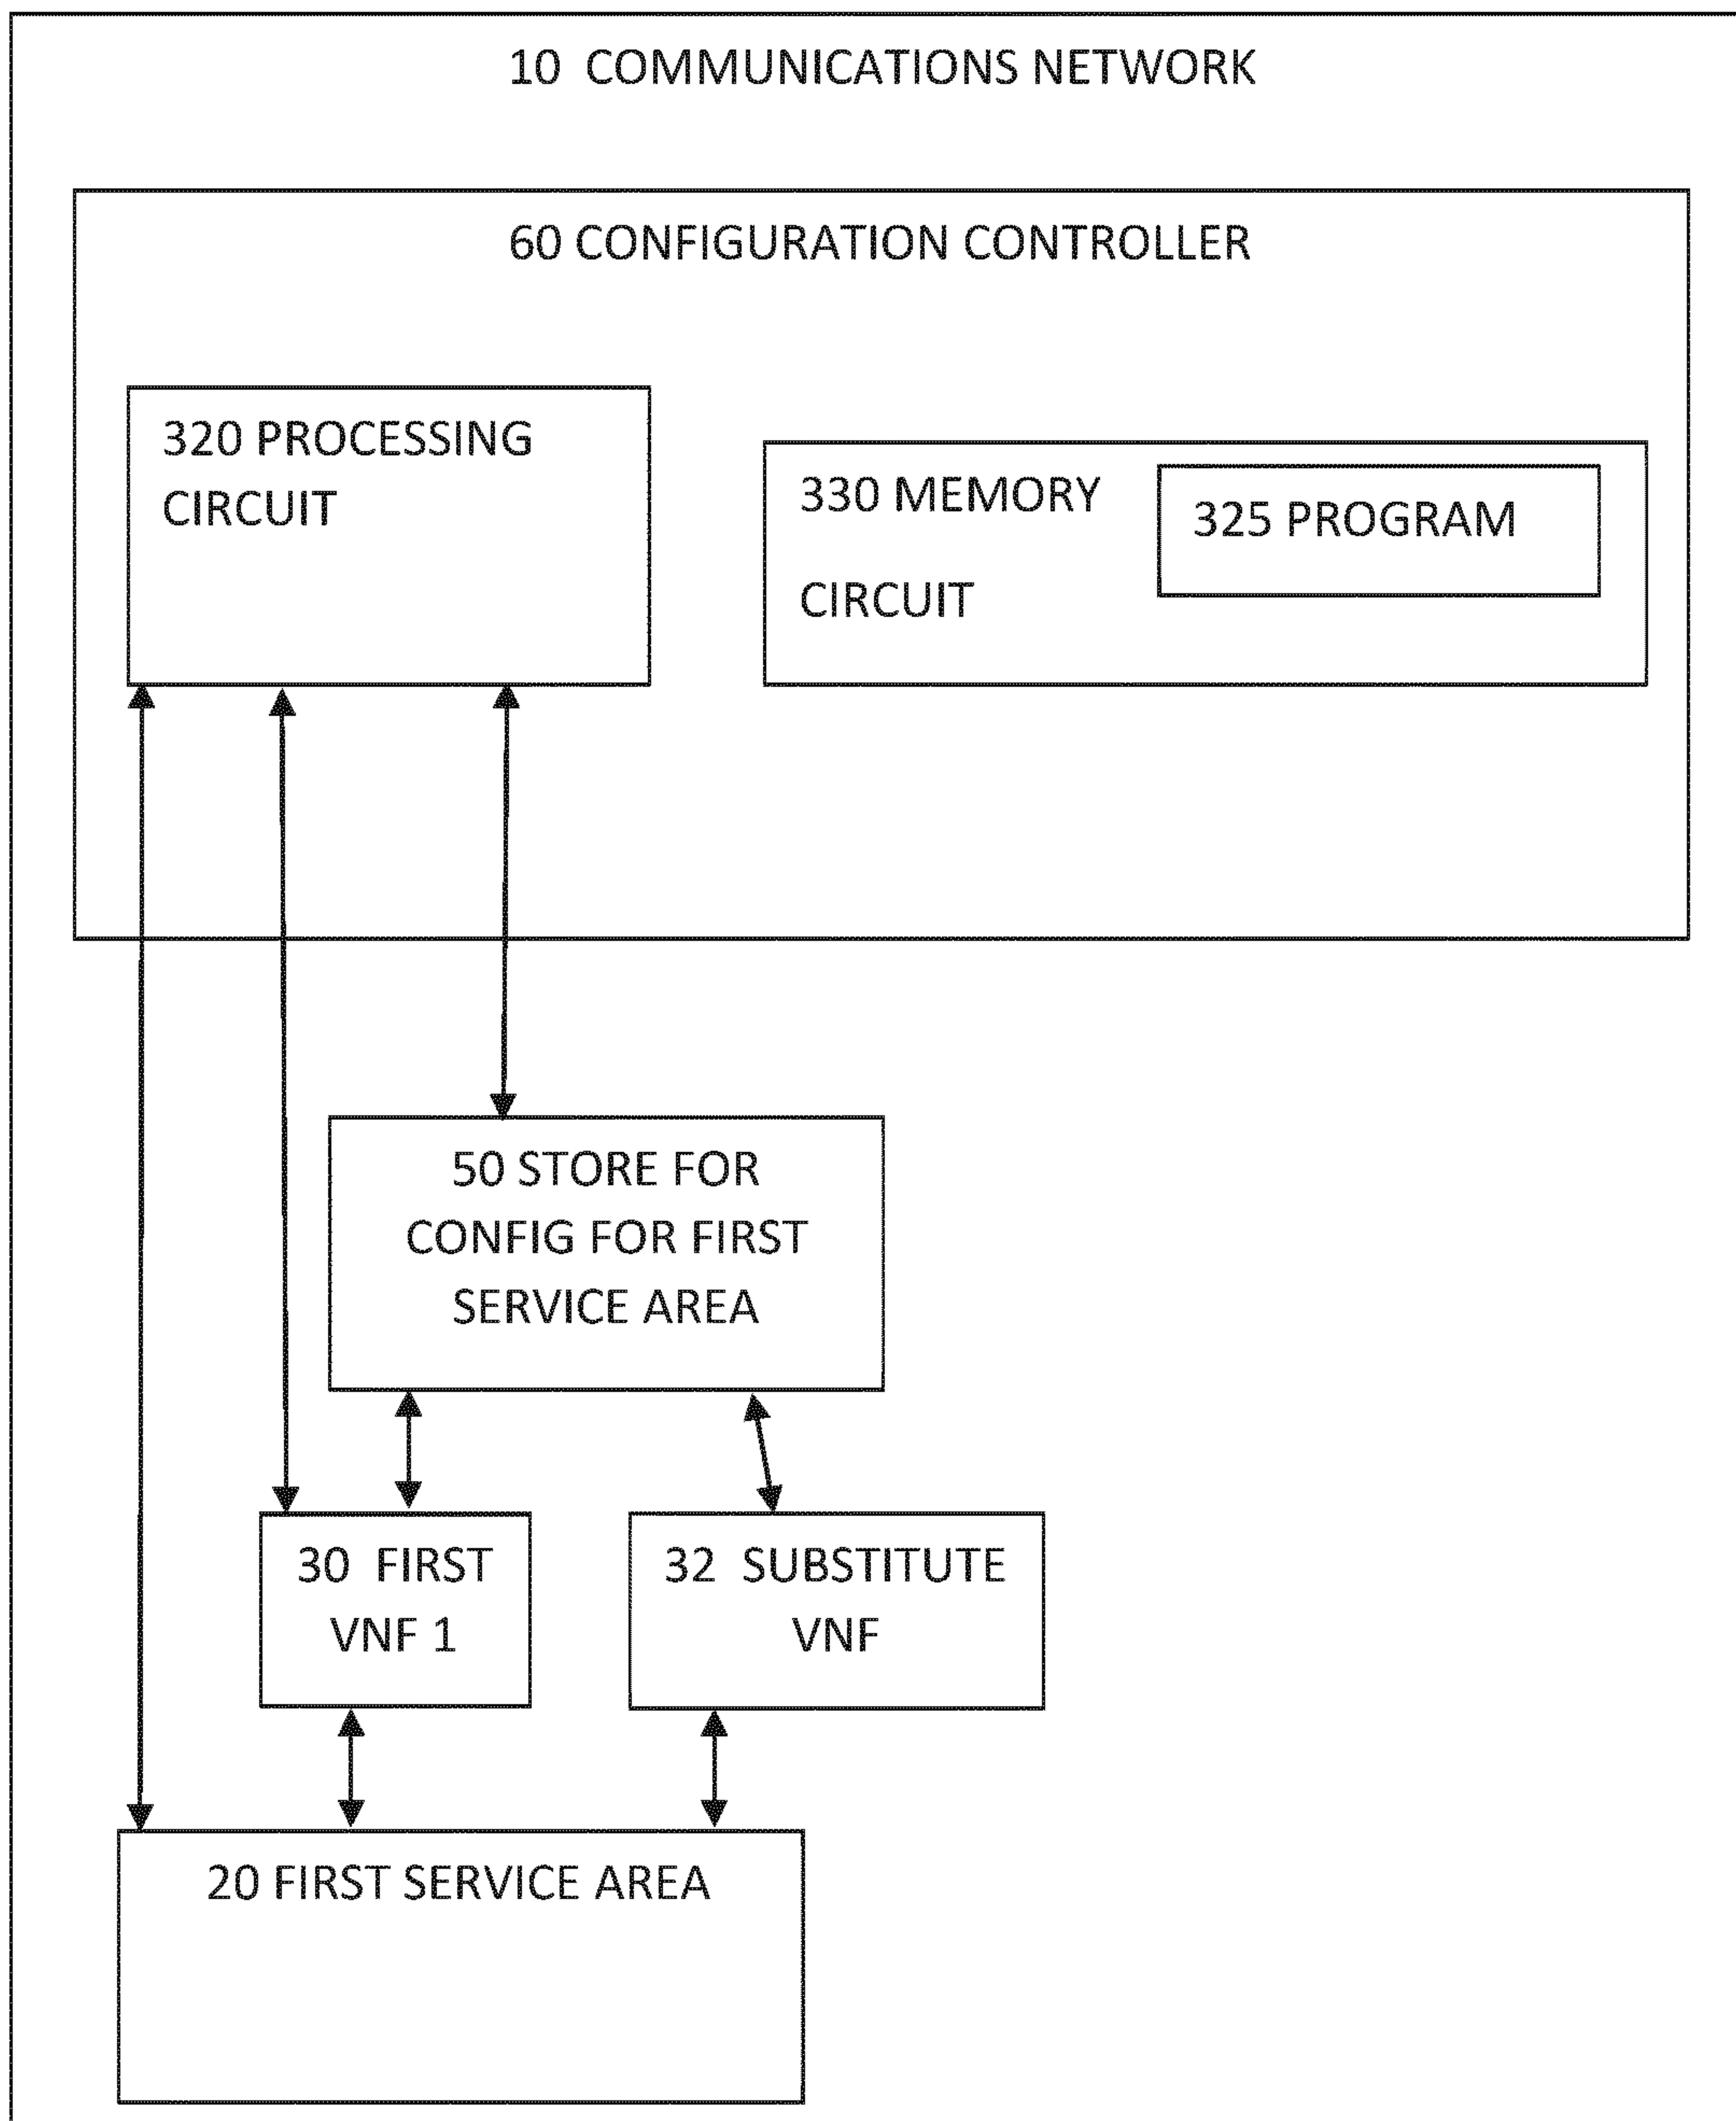 10 COMMUNICATIONS NETWORK
60 CONFIGURATION CONTROLLER
320 PROCESSING
CIRCUIT
330 MEMORY
CIRCUIT
325 PROGRAM
50 STORE FOR
CONFIG FOR FIRST
SERVICE AREA
30 FIRST
VNF 1
32 SUBSTITUTE
VNF
20 FIRST SERVICE AREA